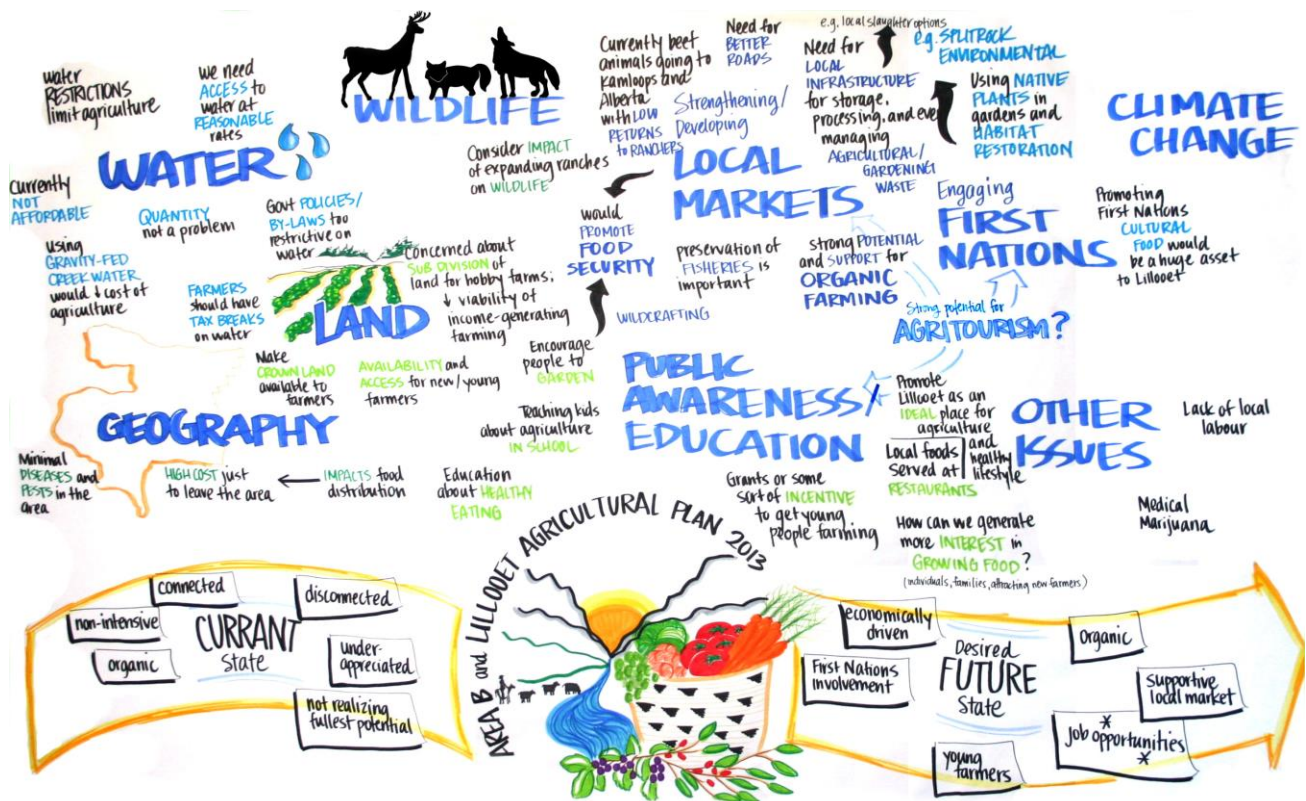 water
RESTRICTIONS
limit agriculture
we need
ACCESS to
water at
REASONABLE
rates
WATER
Currently
NOT
AFFORDABLE
QUANTITY
not a problem
Govt POLICIES/
BY-LAWS too
restrictive on
water
using
GRAVITY-FED
CREEK WATER
would ↓ cost of
agriculture
FARMERS
should have
TAX BREAKS
on water
WILDLIFE
Consider IMPACT
of expanding ranches
on WILDLIFE
LAND
Concerned about
SUBDIVISION of
land for hobby farms;
↓ viability of
income-generating
farming
Make
CROWN LAND
available to
farmers
AVAILABILITY and
ACCESS for new/young
farmers
GEOGRAPHY
Minimal
DISEASES and
PESTS in the
area
HIGH COST just
to leave the area
IMPACTS food
distribution
Currently beef
animals going to
Kamloops and
Alberta
with LOW
RETURNS
to RANCHERS
Need for
BETTER
ROADS
Strengthening/
Developing
LOCAL
MARKETS
e.g. local slaughter options
Need for
LOCAL
INFRASTRUCTURE
for storage,
processing, and even
managing
AGRICULTURAL/
GARDENING
WASTE
would
PROMOTE
FOOD
SECURITY
preservation of
FISHERIES is
important
strong POTENTIAL
and SUPPORT for
ORGANIC
FARMING
WILDCRAFTING
e.g. SPLITROCK
ENVIRONMENTAL
Using NATIVE
PLANTS in
gardens and
HABITAT
RESTORATION
Engaging
FIRST
NATIONS
Promoting
First Nations
CULTURAL
FOOD would
be a huge asset
to Lillooet
CLIMATE
CHANGE
Strong potential for
AGRITOURISM?
Encourage
people to
GARDEN
Teaching kids
about agriculture
IN SCHOOL
Education
about HEALTHY
EATING
PUBLIC
AWARENESS/
EDUCATION
Grants or some
sort of INCENTIVE
to get young
people farming
Promote
Lillooet as an
IDEAL place for
agriculture
and
healthy
lifestyle
Local foods
served at
RESTAURANTS
How can we generate
more INTEREST in
GROWING FOOD?
(individuals, families, attracting new farmers)
OTHER
ISSUES
Lack of local
labour
Medical
Marijuana
AREA B and LILLOOET AGRICULTURAL PLAN 2013
connected
disconnected
non-intensive
CURRANT
State
organic
under-
appreciated
not realizing
fullest potential
economically
driven
First Nations
involvement
Desired
FUTURE
State
Organic
supportive
local market
*
job opportunities
*
young
farmers